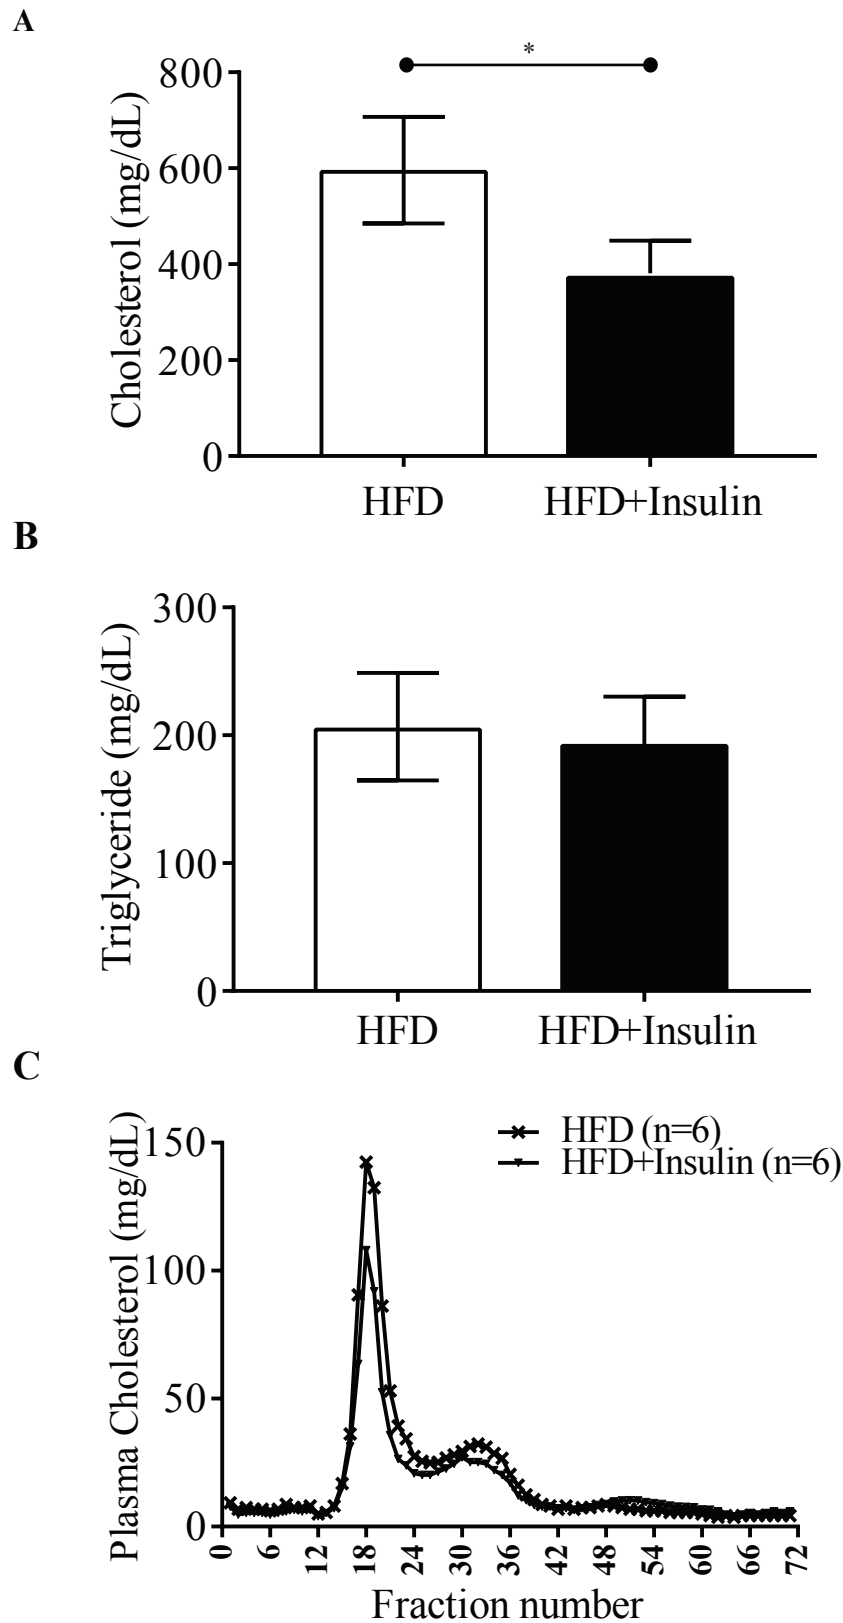 A
*
800
600
400
200
0
Cholesterol (mg/dL)
HFD HFD+Insulin
B
300
200
100
0
Triglyceride (mg/dL)
HFD HFD+Insulin
C
HFD (n=6)
HFD+Insulin (n=6)
150
100
50
0
Plasma Cholesterol (mg/dL)
0 6 12 18 24 30 36 42 48 54 60 66 72
Fraction number